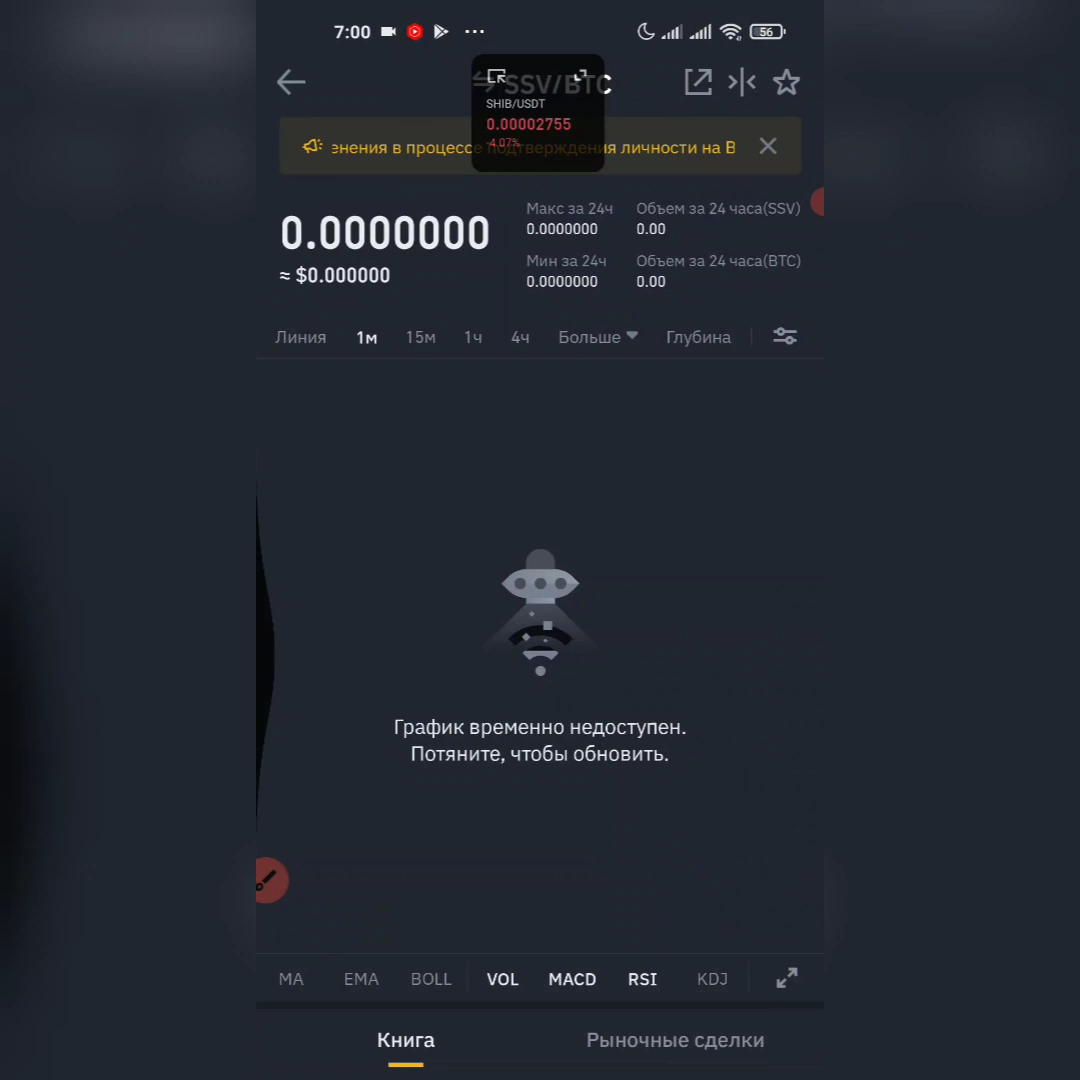 7:00
56
SSV/BTC
SHIB/USDT
0.00002755
-4.07%
енения в процессе подтверждения личности на B
0.0000000
≈ $0.000000
Макс за 24ч
0.0000000
Объем за 24 часа(SSV)
0.00
Мин за 24ч
0.0000000
Объем за 24 часа(BTC)
0.00
Линия 1м 15м 1ч 4ч Больше Глубина
График временно недоступен.
Потяните, чтобы обновить.
MA EMA BOLL VOL MACD RSI KDJ
Книга Рыночные сделки